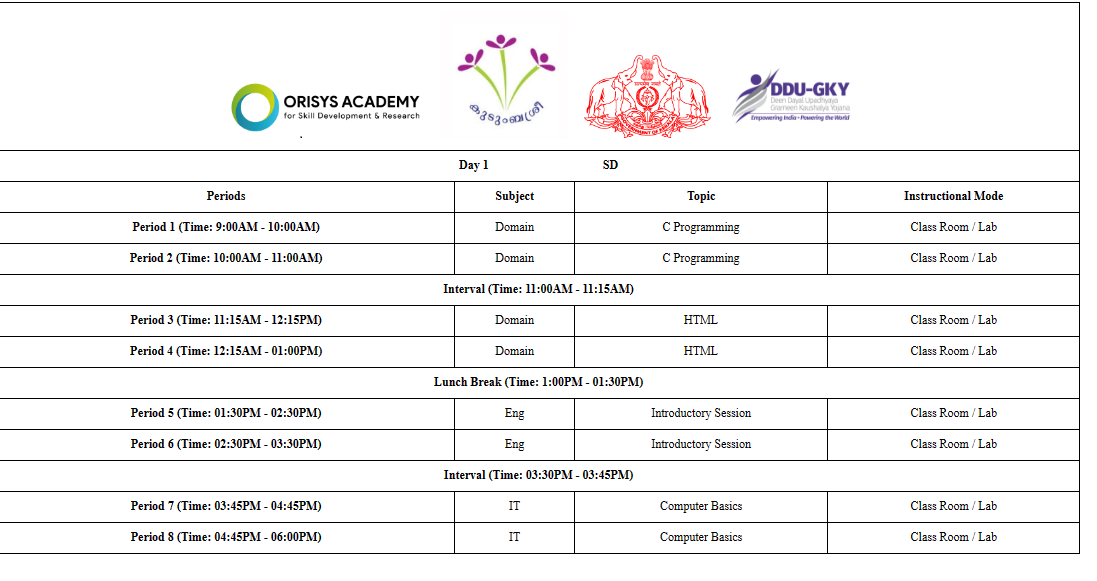 ORISYS ACADEMY
for Skill Development & Research
കുടുംബശ്രീ
DDU-GKY
Deen Dayal Upadhyaya
Grameen Kaushalya Yojana
Empowering India - Powering the World
Day 1 SD
Periods Subject Topic Instructional Mode
Period 1 (Time: 9:00AM - 10:00AM) Domain C Programming Class Room / Lab
Period 2 (Time: 10:00AM - 11:00AM) Domain C Programming Class Room / Lab
Interval (Time: 11:00AM - 11:15AM)
Period 3 (Time: 11:15AM - 12:15PM) Domain HTML Class Room / Lab
Period 4 (Time: 12:15AM - 01:00PM) Domain HTML Class Room / Lab
Lunch Break (Time: 1:00PM - 01:30PM)
Period 5 (Time: 01:30PM - 02:30PM) Eng Introductory Session Class Room / Lab
Period 6 (Time: 02:30PM - 03:30PM) Eng Introductory Session Class Room / Lab
Interval (Time: 03:30PM - 03:45PM)
Period 7 (Time: 03:45PM - 04:45PM) IT Computer Basics Class Room / Lab
Period 8 (Time: 04:45PM - 06:00PM) IT Computer Basics Class Room / Lab